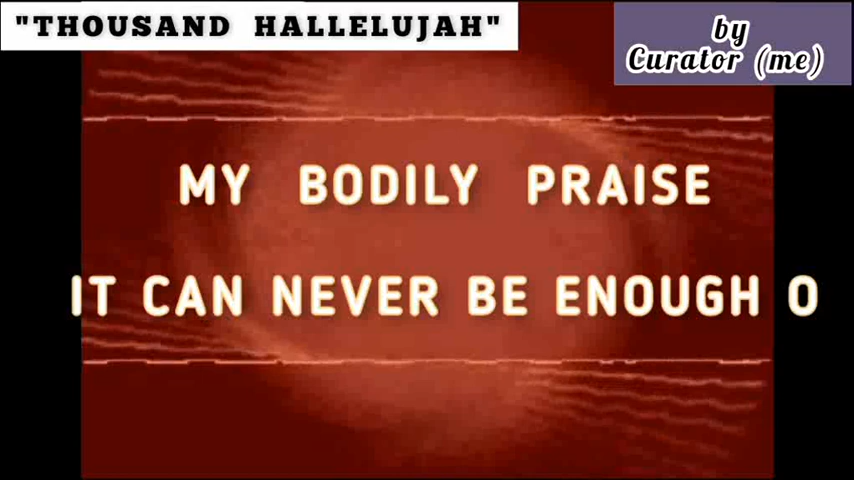 "THOUSAND HALLELUJAH"
by
Curator (me)
MY BODILY PRAISE
IT CAN NEVER BE ENOUGH O